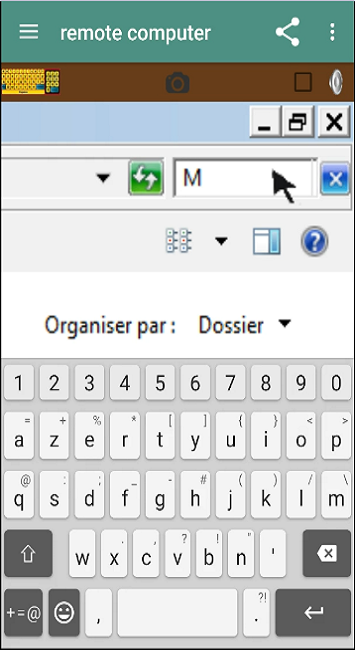 remote computer
M
Organiser par : Dossier
1 2 3 4 5 6 7 8 9 0
= + % * [ ] { } < >
a z e r t y u i o p
@ : ; _ - # ( ) / \
q s d f g h j k l m
? ! "
w x c v b n '
?!
+=@ , .